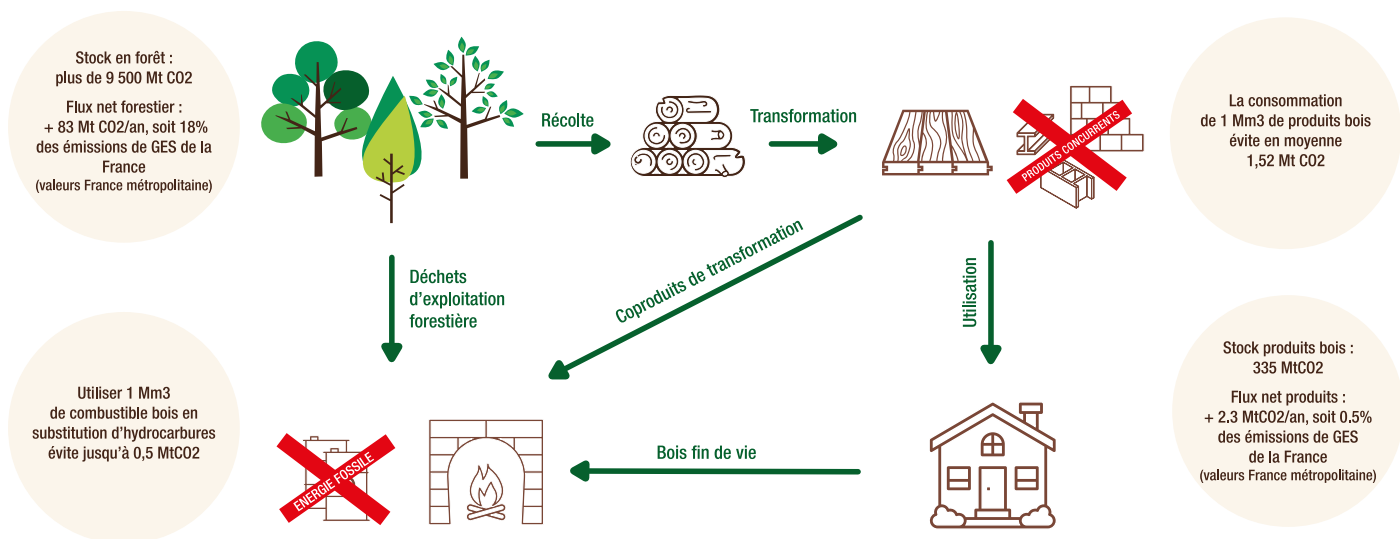 Stock en forêt :
plus de 9 500 Mt CO2
Flux net forestier :
+ 83 Mt CO2/an, soit 18%
des émissions de GES de la
France
(valeurs France métropolitaine)
Récolte
Transformation
PRODUITS CONCURRENTS
La consommation
de 1 Mm3 de produits bois
évite en moyenne
1,52 Mt CO2
Déchets
d'exploitation
forestière
Coproduits de transformation
Utilisation
Utiliser 1 Mm3
de combustible bois en
substitution d'hydrocarbures
évite jusqu'à 0,5 MtCO2
ENERGIE FOSSILE
Bois fin de vie
Stock produits bois :
335 MtCO2
Flux net produits :
+ 2.3 MtCO2/an, soit 0.5%
des émissions de GES
de la France
(valeurs France métropolitaine)